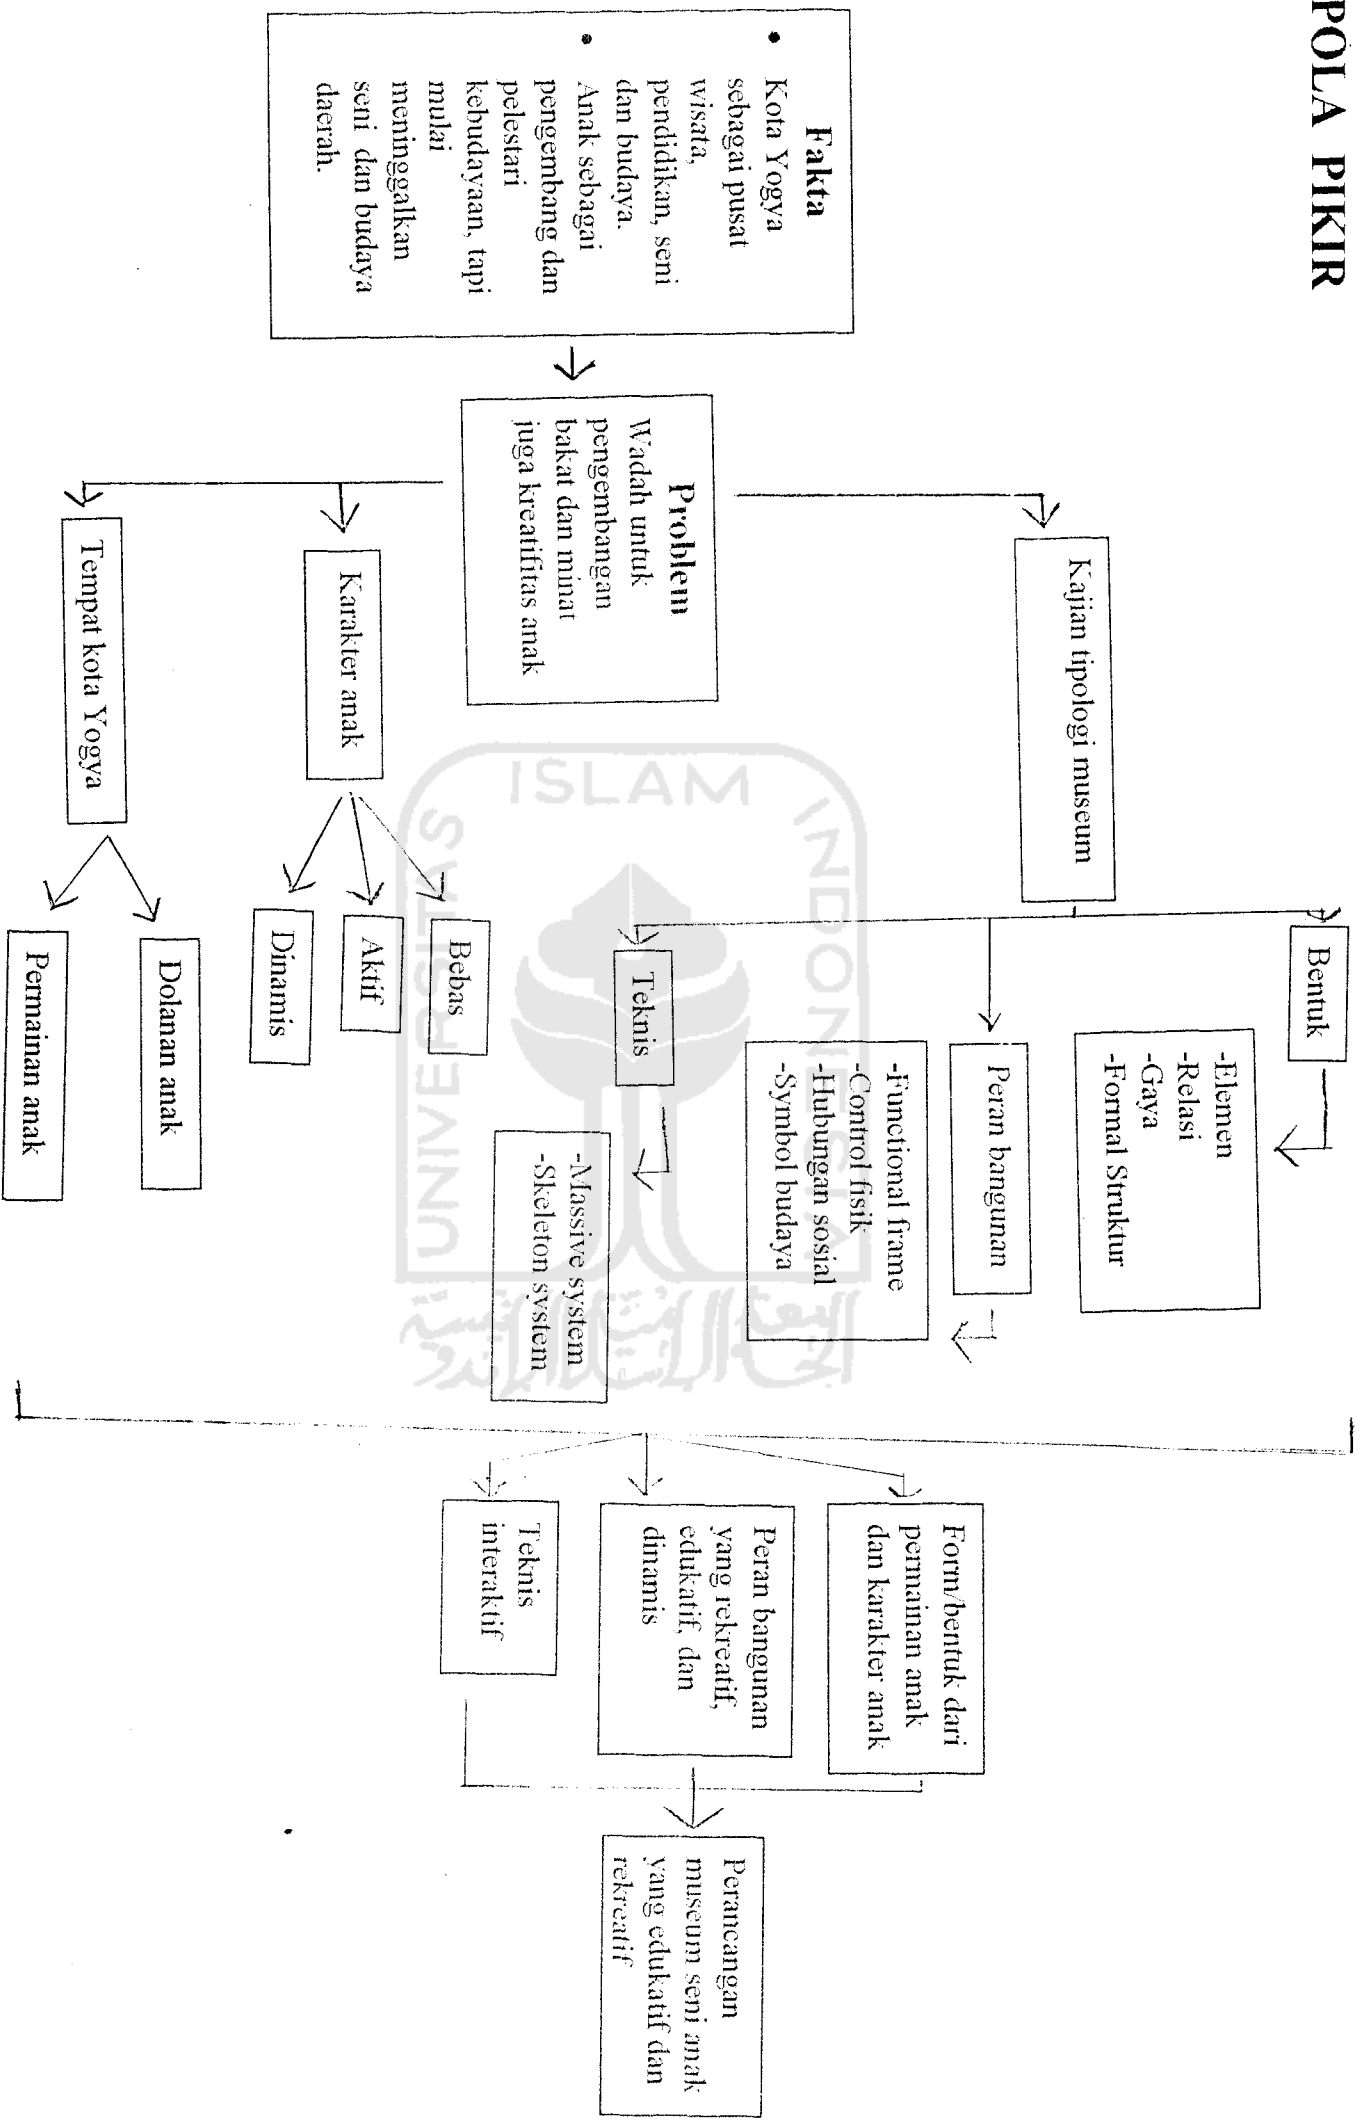 POLA PIKIR
Fakta
• Kota Yogya
sebagai pusat
wisata,
pendidikan, seni
dan budaya.
• Anak sebagai
pengembang dan
pelestari
kebudayaan, tapi
mulai
meninggalkan
seni dan budaya
daerah.
Problem
Wadah untuk
pengembangan
bakat dan minat
juga kreatifitas anak
Kajian tipologi museum
Karakter anak
Tempat kota Yogya
Bentuk
-Elemen
-Relasi
-Gaya
-Formal Struktur
Peran bangunan
-Functional frame
-Control fisik
-Hubungan sosial
-Symbol budaya
Teknis
-Massive system
-Skeleton system
Bebas
Aktif
Dinamis
Dolanan anak
Permainan anak
Form/bentuk dari
permainan anak
dan karakter anak
Peran bangunan
yang rekreatif,
edukatif, dan
dinamis
Teknis
interaktif
Perancangan
museum seni anak
yang edukatif dan
rekreatif
UNIVERSITAS
ISLAM
INDONESIA